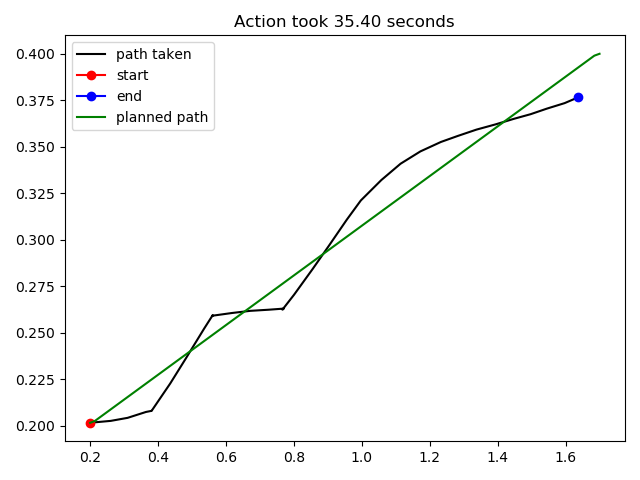 Action took 35.40 seconds
path taken
start
end
planned path
0.400
0.375
0.350
0.325
0.300
0.275
0.250
0.225
0.200
0.2 0.4 0.6 0.8 1.0 1.2 1.4 1.6